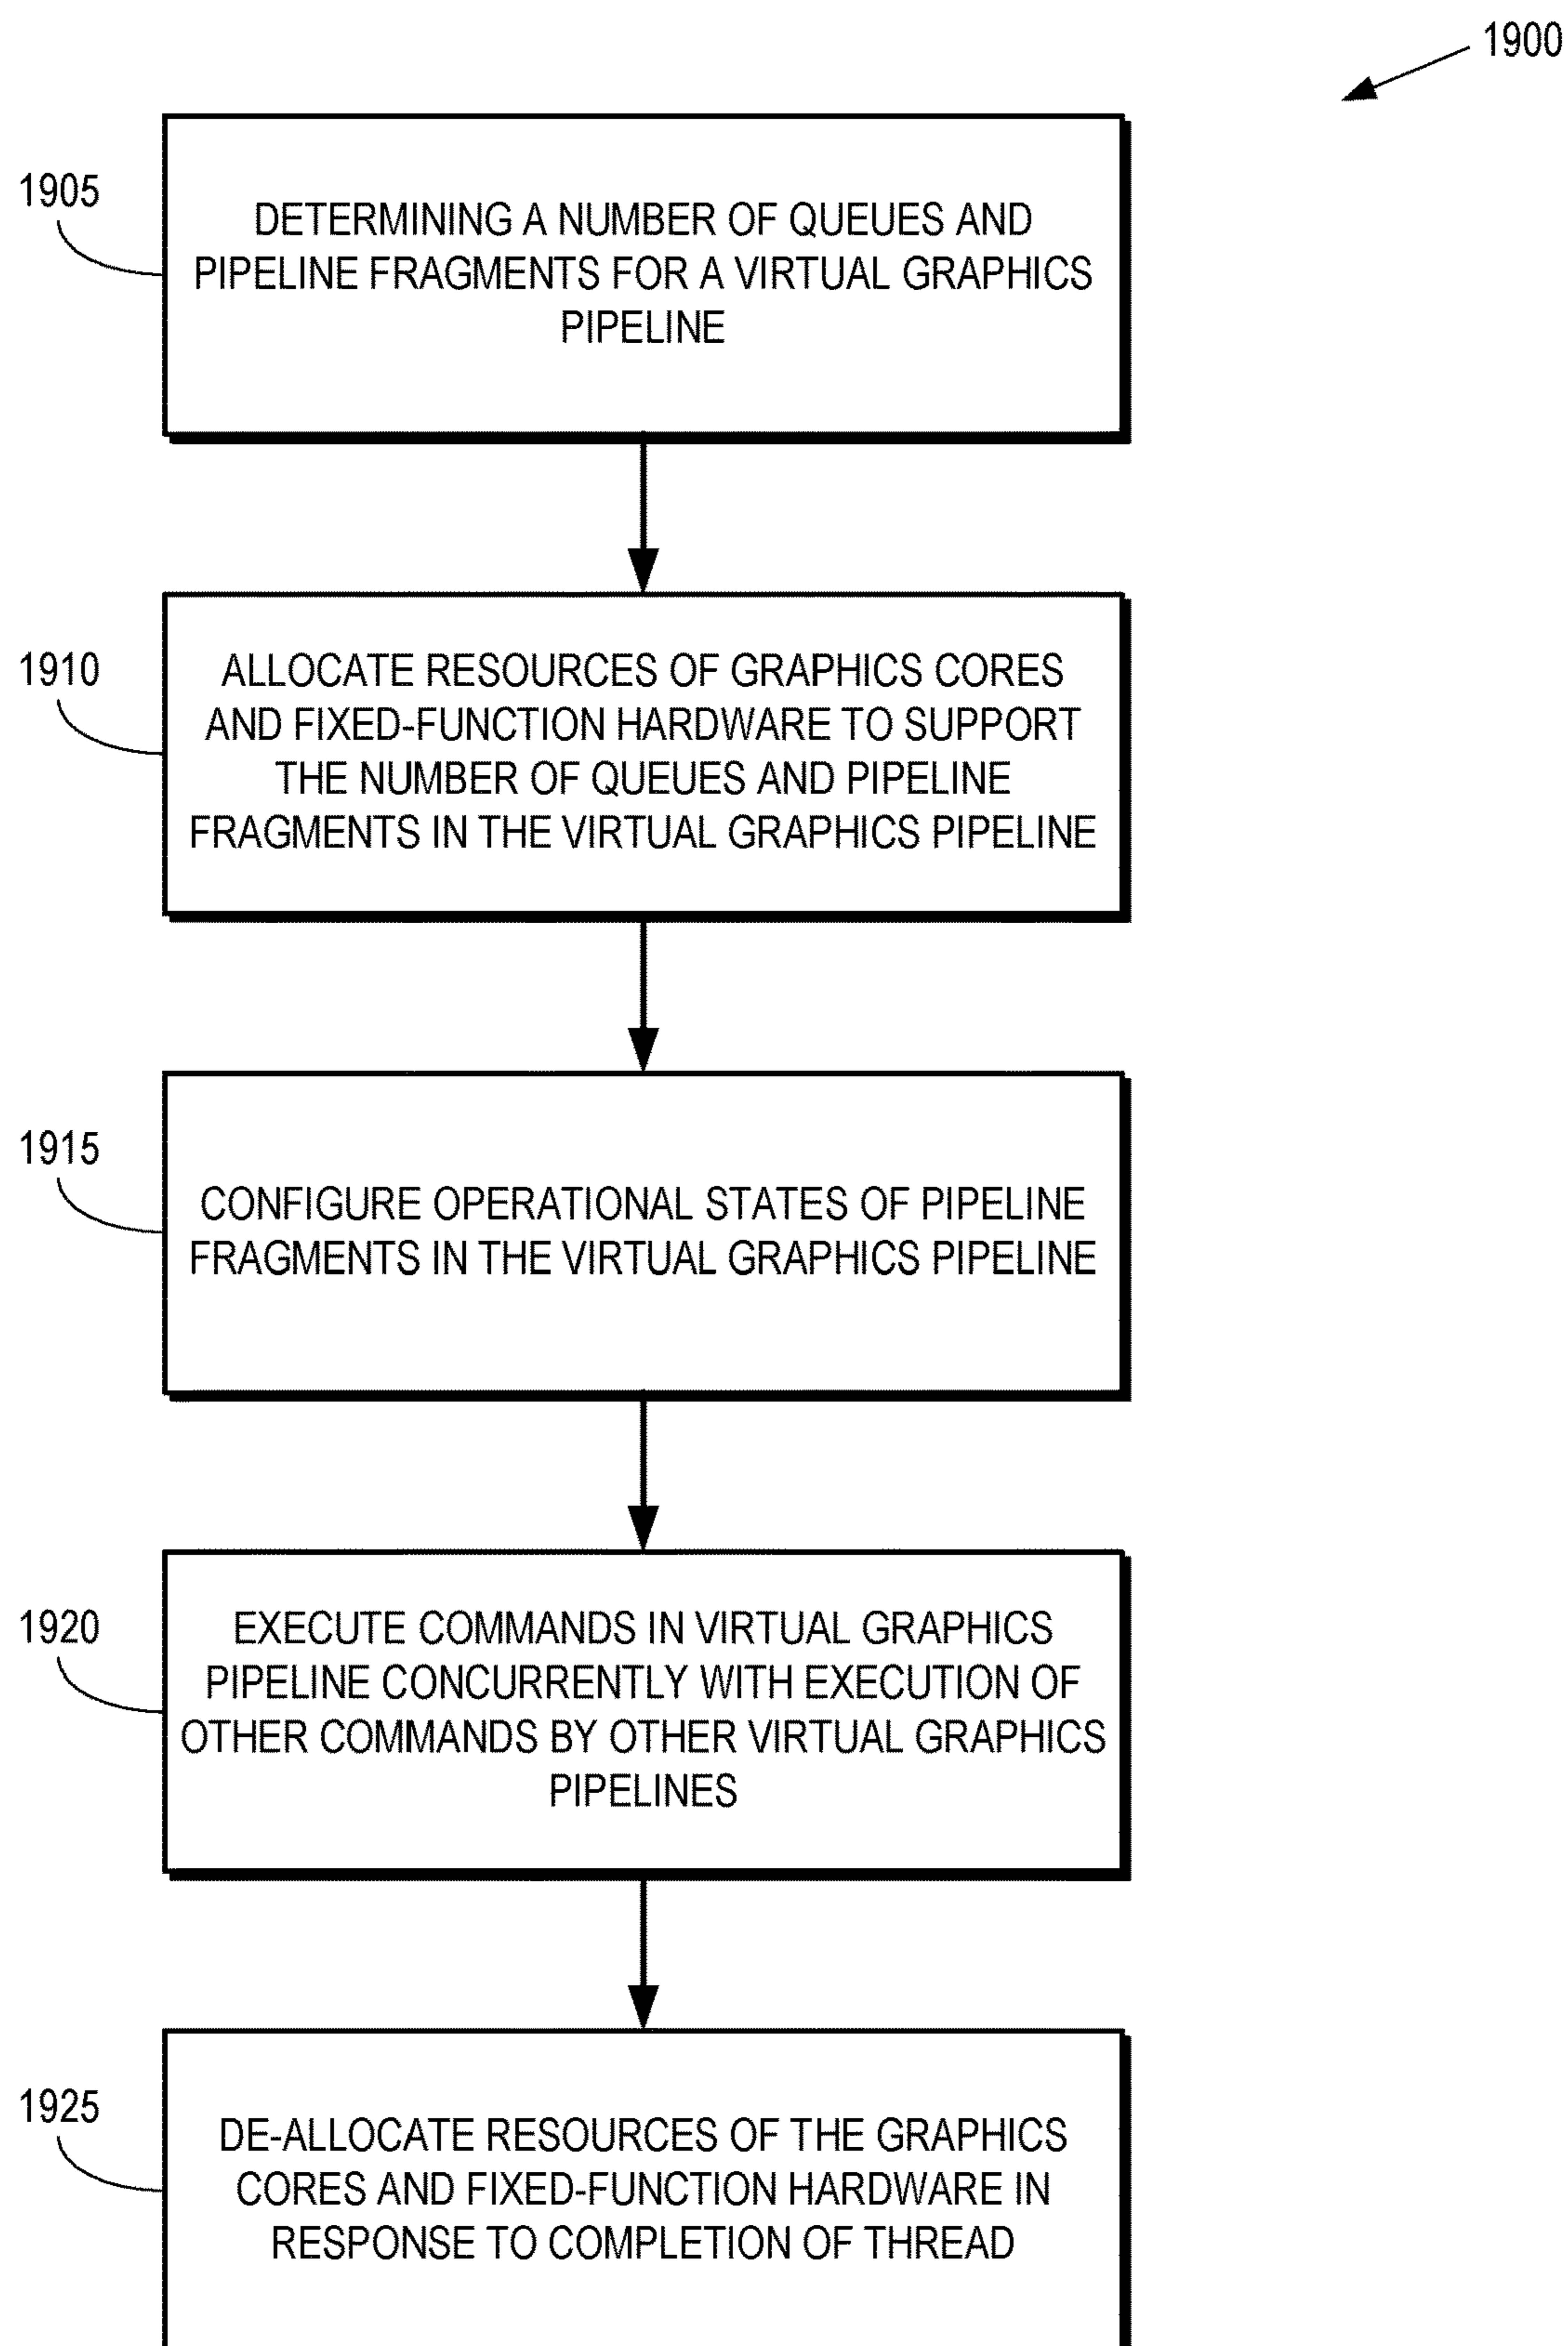 1900
1905
DETERMINING A NUMBER OF QUEUES AND
PIPELINE FRAGMENTS FOR A VIRTUAL GRAPHICS
PIPELINE
1910
ALLOCATE RESOURCES OF GRAPHICS CORES
AND FIXED-FUNCTION HARDWARE TO SUPPORT
THE NUMBER OF QUEUES AND PIPELINE
FRAGMENTS IN THE VIRTUAL GRAPHICS PIPELINE
1915
CONFIGURE OPERATIONAL STATES OF PIPELINE
FRAGMENTS IN THE VIRTUAL GRAPHICS PIPELINE
1920
EXECUTE COMMANDS IN VIRTUAL GRAPHICS
PIPELINE CONCURRENTLY WITH EXECUTION OF
OTHER COMMANDS BY OTHER VIRTUAL GRAPHICS
PIPELINES
1925
DE-ALLOCATE RESOURCES OF THE GRAPHICS
CORES AND FIXED-FUNCTION HARDWARE IN
RESPONSE TO COMPLETION OF THREAD